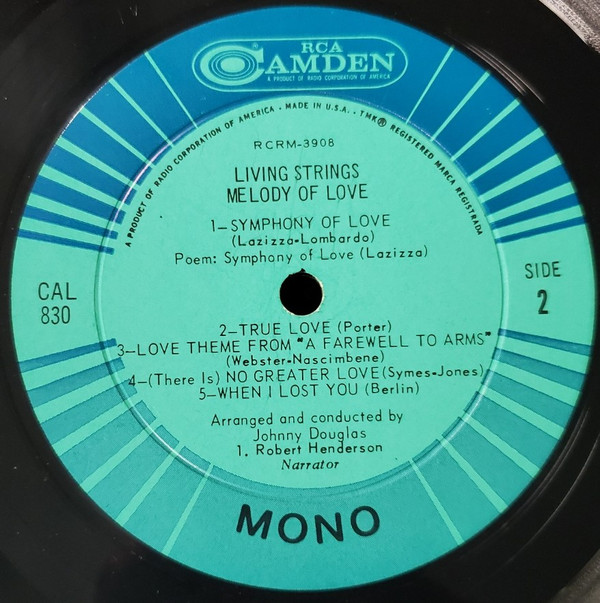 RCA
CAMDEN
A PRODUCT OF RADIO CORPORATION OF AMERICA
A PRODUCT OF RADIO CORPORATION OF AMERICA • MADE IN U.S.A. • TMK ® REGISTERED MARCA REGISTRADA
RCRM-3908
LIVING STRINGS
MELODY OF LOVE
1—SYMPHONY OF LOVE
(Lazizza-Lombardo)
Poem: Symphony of Love (Lazizza)
CAL
830
SIDE
2
2—TRUE LOVE (Porter)
3—LOVE THEME FROM "A FAREWELL TO ARMS"
(Webster-Nascimbene)
4—(There Is) NO GREATER LOVE (Symes-Jones)
5—WHEN I LOST YOU (Berlin)
Arranged and conducted by
Johnny Douglas
1. Robert Henderson
Narrator
MONO